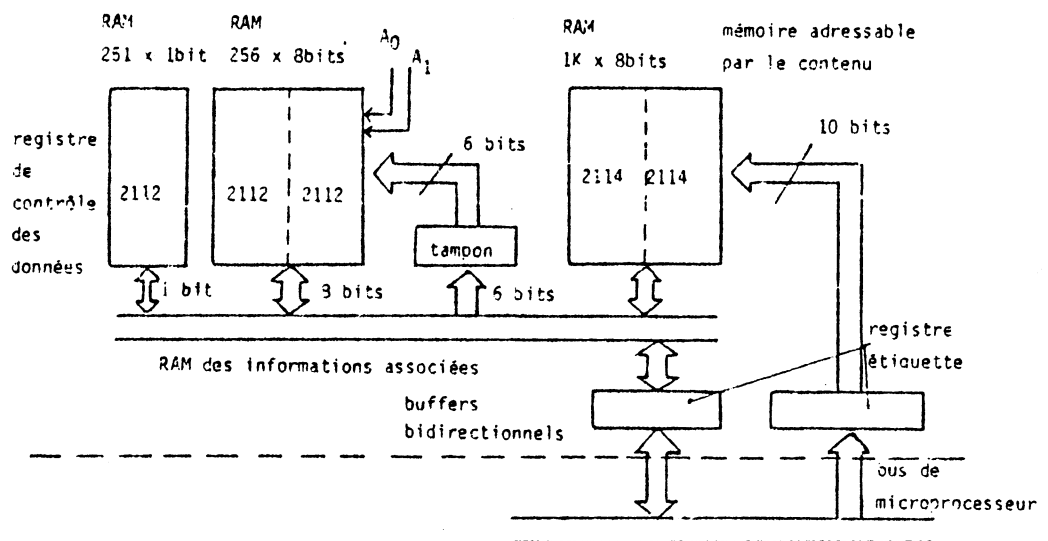 RAM
251 x 1bit
RAM
256 x 8bits
A0
A1
RAM
1K x 8bits
mémoire adressable
par le contenu
registre
de
contrôle
des
données
2112
2112
2112
6 bits
tampon
2114
2114
10 bits
1 bit
8 bits
6 bits
RAM des informations associées
registre
étiquette
buffers
bidirectionnels
bus de
microprocesseur